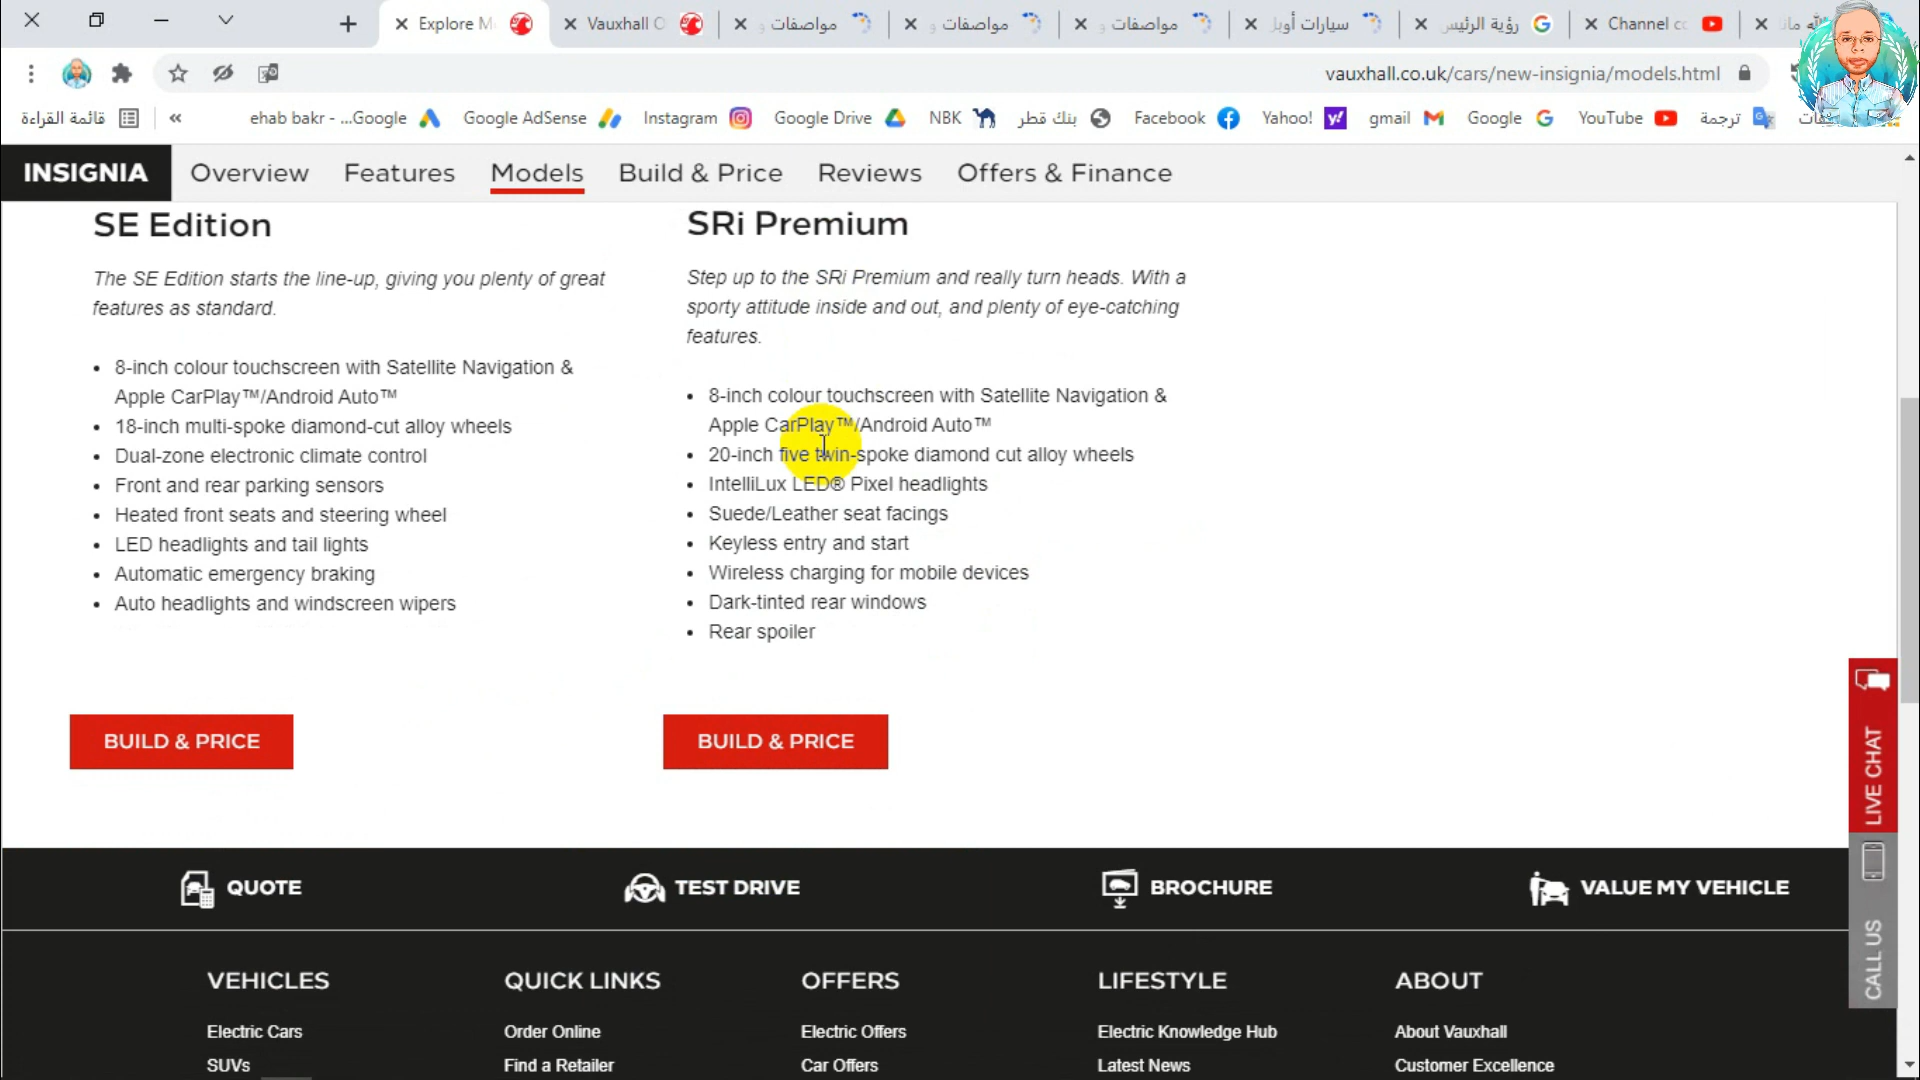 Explore M
Vauxhall O
مواصفات و
مواصفات و
مواصفات و
سيارات أوبل
رؤية الرئيس
Channel co
vauxhall.co.uk/cars/new-insignia/models.html
قائمة القراءة
«
ehab bakr - ...Google
Google AdSense
Instagram
Google Drive
NBK
بنك قطر
Facebook
Yahoo!
gmail
Google
YouTube
ترجمة
INSIGNIA
Overview
Features
Models
Build & Price
Reviews
Offers & Finance
SE Edition
The SE Edition starts the line-up, giving you plenty of great
features as standard.
• 8-inch colour touchscreen with Satellite Navigation &
Apple CarPlay™/Android Auto™
• 18-inch multi-spoke diamond-cut alloy wheels
• Dual-zone electronic climate control
• Front and rear parking sensors
• Heated front seats and steering wheel
• LED headlights and tail lights
• Automatic emergency braking
• Auto headlights and windscreen wipers
BUILD & PRICE
SRi Premium
Step up to the SRi Premium and really turn heads. With a
sporty attitude inside and out, and plenty of eye-catching
features.
• 8-inch colour touchscreen with Satellite Navigation &
Apple CarPlay™/Android Auto™
• 20-inch five twin-spoke diamond cut alloy wheels
• IntelliLux LED® Pixel headlights
• Suede/Leather seat facings
• Keyless entry and start
• Wireless charging for mobile devices
• Dark-tinted rear windows
• Rear spoiler
BUILD & PRICE
LIVE CHAT
CALL US
QUOTE
TEST DRIVE
BROCHURE
VALUE MY VEHICLE
VEHICLES
Electric Cars
SUVs
QUICK LINKS
Order Online
Find a Retailer
OFFERS
Electric Offers
Car Offers
LIFESTYLE
Electric Knowledge Hub
Latest News
ABOUT
About Vauxhall
Customer Excellence